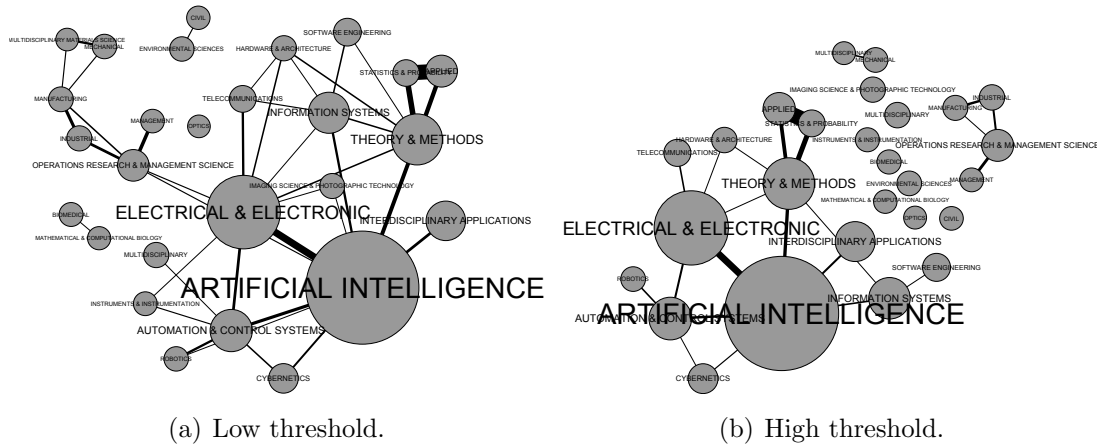 CIVIL
ENVIRONMENTAL SCIENCES
MULTIDISCIPLINARY MATERIALS SCIENCE
MECHANICAL
SOFTWARE ENGINEERING
HARDWARE & ARCHITECTURE
STATISTICS & PROBABILITY
APPLIED
MANUFACTURING
TELECOMMUNICATIONS
INFORMATION SYSTEMS
MANAGEMENT
OPTICS
INDUSTRIAL
THEORY & METHODS
OPERATIONS RESEARCH & MANAGEMENT SCIENCE
IMAGING SCIENCE & PHOTOGRAPHIC TECHNOLOGY
BIOMEDICAL
ELECTRICAL & ELECTRONIC
INTERDISCIPLINARY APPLICATIONS
MATHEMATICAL & COMPUTATIONAL BIOLOGY
MULTIDISCIPLINARY
ARTIFICIAL INTELLIGENCE
INSTRUMENTS & INSTRUMENTATION
AUTOMATION & CONTROL SYSTEMS
ROBOTICS
CYBERNETICS
(a) Low threshold.
MULTIDISCIPLINARY
MECHANICAL
IMAGING SCIENCE & PHOTOGRAPHIC TECHNOLOGY
INDUSTRIAL
MANUFACTURING
APPLIED
MULTIDISCIPLINARY
STATISTICS & PROBABILITY
HARDWARE & ARCHITECTURE
INSTRUMENTS & INSTRUMENTATION
OPERATIONS RESEARCH & MANAGEMENT SCIENCE
TELECOMMUNICATIONS
BIOMEDICAL
THEORY & METHODS
ENVIRONMENTAL SCIENCES
MANAGEMENT
MATHEMATICAL & COMPUTATIONAL BIOLOGY
OPTICS
CIVIL
ELECTRICAL & ELECTRONIC
INTERDISCIPLINARY APPLICATIONS
SOFTWARE ENGINEERING
ROBOTICS
INFORMATION SYSTEMS
ARTIFICIAL INTELLIGENCE
AUTOMATION & CONTROL SYSTEMS
CYBERNETICS
(b) High threshold.